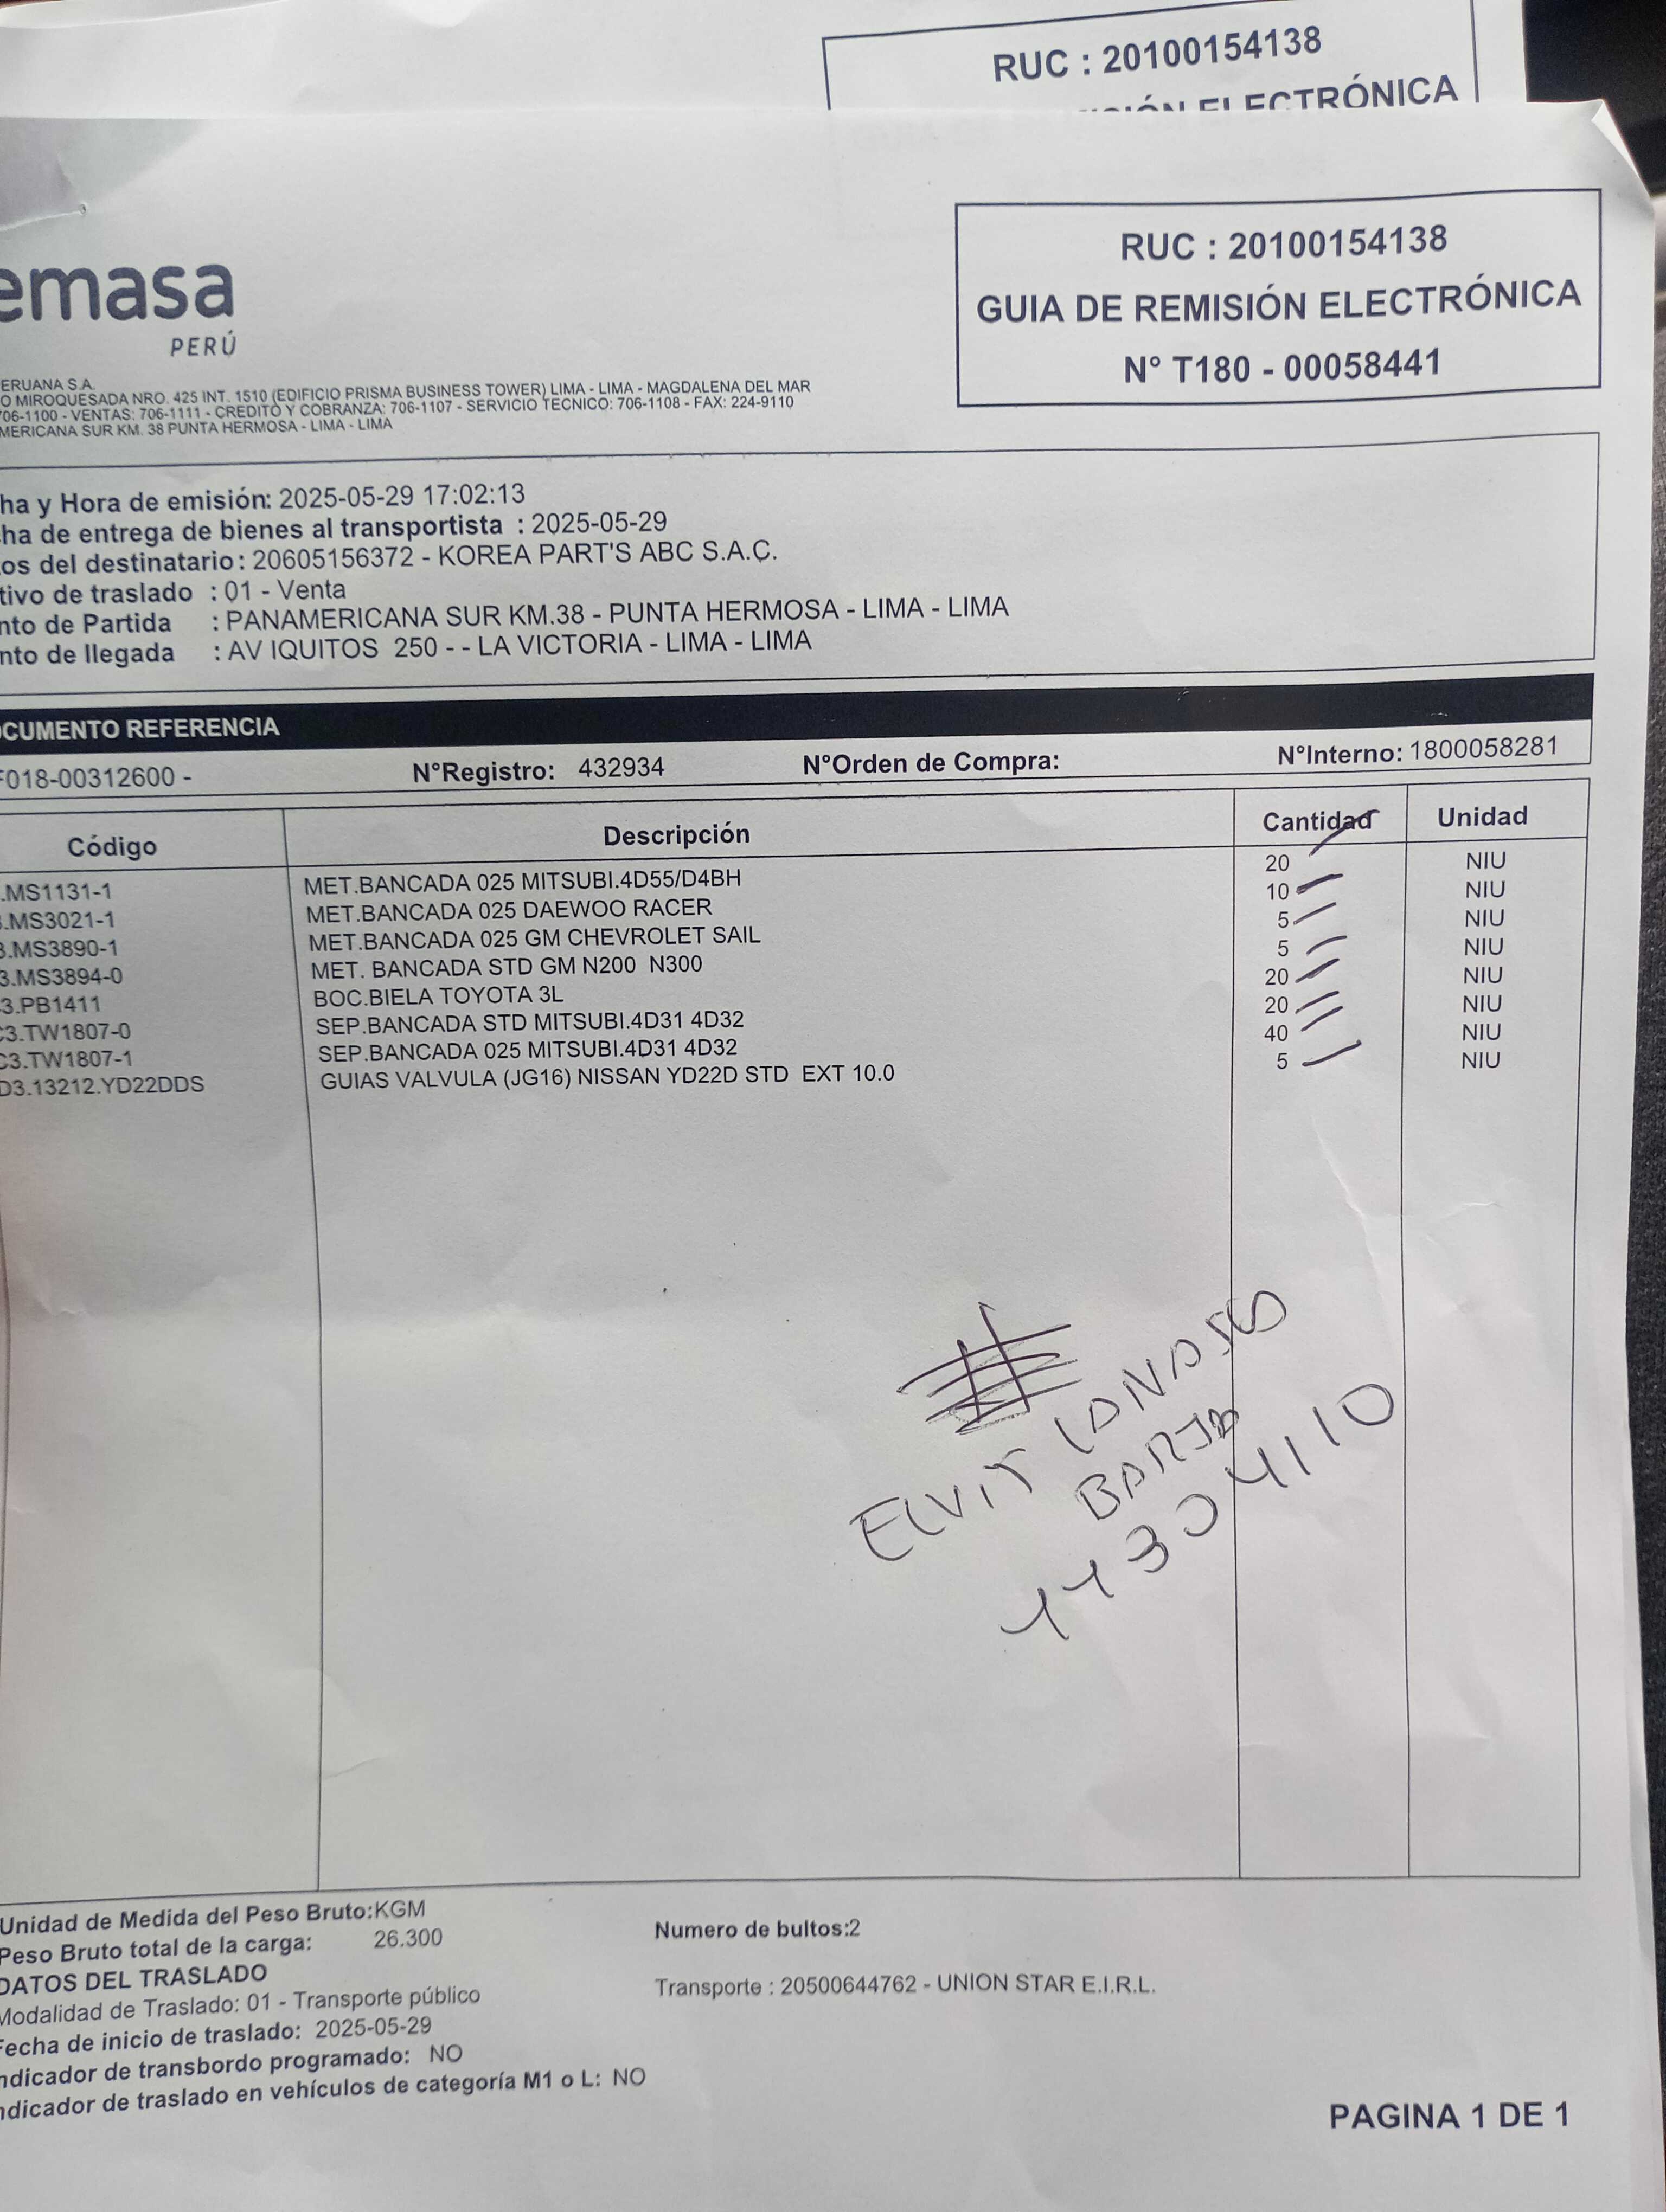 RUC : 20100154138
ELECTRÓNICA
RUC : 20100154138
GUIA DE REMISIÓN ELECTRÓNICA
N° T180 - 00058441
emasa
PERÚ
ERUANA S.A.
O MIROQUESADA NRO. 425 INT. 1510 (EDIFICIO PRISMA BUSINESS TOWER) LIMA - LIMA - MAGDALENA DEL MAR
706-1100 - VENTAS: 706-1111 - CREDITO Y COBRANZA: 706-1107 - SERVICIO TECNICO: 706-1108 - FAX: 224-9110
MERICANA SUR KM. 38 PUNTA HERMOSA - LIMA - LIMA
ha y Hora de emisión: 2025-05-29 17:02:13
cha de entrega de bienes al transportista : 2025-05-29
os del destinatario : 20605156372 - KOREA PART'S ABC S.A.C.
tivo de traslado : 01 - Venta
nto de Partida : PANAMERICANA SUR KM.38 - PUNTA HERMOSA - LIMA - LIMA
nto de llegada : AV IQUITOS 250 - - LA VICTORIA - LIMA - LIMA
OCUMENTO REFERENCIA
F018-00312600 - N°Registro: 432934 N°Orden de Compra: N°Interno: 1800058281
Código Descripción Cantidad Unidad
.MS1131-1 MET.BANCADA 025 MITSUBI.4D55/D4BH 20 NIU
3.MS3021-1 MET.BANCADA 025 DAEWOO RACER 10 NIU
3.MS3890-1 MET.BANCADA 025 GM CHEVROLET SAIL 5 NIU
3.MS3894-0 MET. BANCADA STD GM N200 N300 5 NIU
3.PB1411 BOC.BIELA TOYOTA 3L 20 NIU
C3.TW1807-0 SEP.BANCADA STD MITSUBI.4D31 4D32 20 NIU
C3.TW1807-1 SEP.BANCADA 025 MITSUBI.4D31 4D32 40 NIU
D3.13212.YD22DDS GUIAS VALVULA (JG16) NISSAN YD22D STD EXT 10.0 5 NIU
ELVIS
BARJA
Unidad de Medida del Peso Bruto:KGM
Peso Bruto total de la carga: 26.300 Numero de bultos:2
DATOS DEL TRASLADO
Modalidad de Traslado: 01 - Transporte público Transporte : 20500644762 - UNION STAR E.I.R.L.
Fecha de inicio de traslado: 2025-05-29
ndicador de transbordo programado: NO
ndicador de traslado en vehículos de categoría M1 o L: NO
PAGINA 1 DE 1